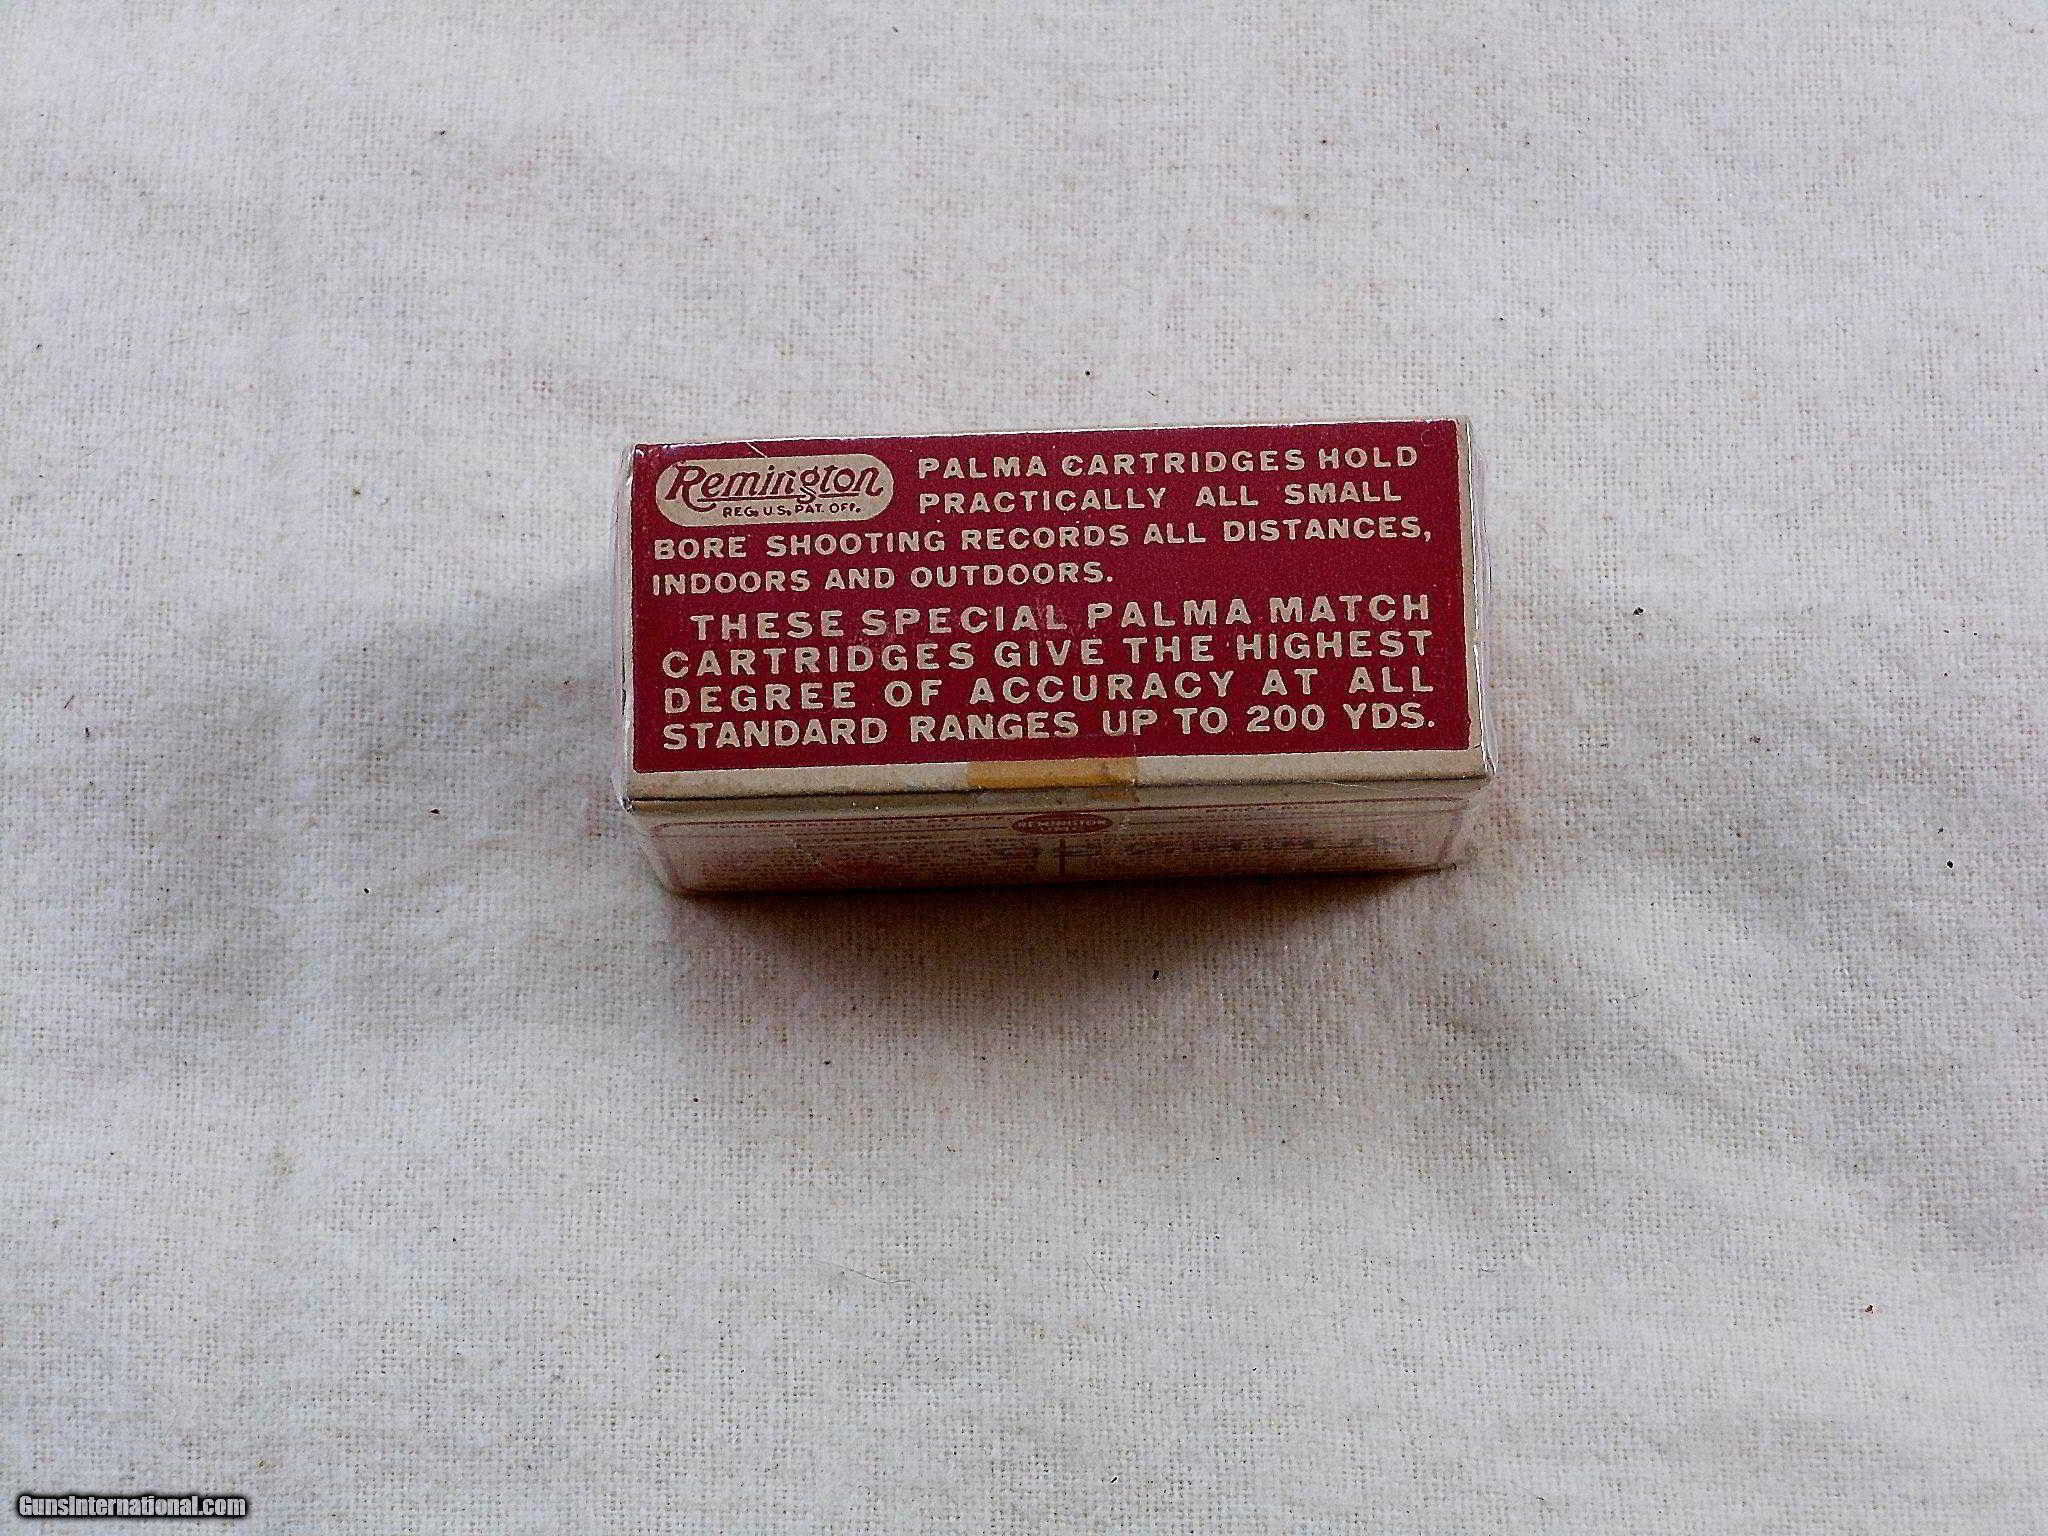 Remington
REG. U.S. PAT. OFF.
PALMA CARTRIDGES HOLD
PRACTICALLY ALL SMALL
BORE SHOOTING RECORDS ALL DISTANCES,
INDOORS AND OUTDOORS.
THESE SPECIAL PALMA MATCH
CARTRIDGES GIVE THE HIGHEST
DEGREE OF ACCURACY AT ALL
STANDARD RANGES UP TO 200 YDS.
REMINGTON
GunsInternational.com